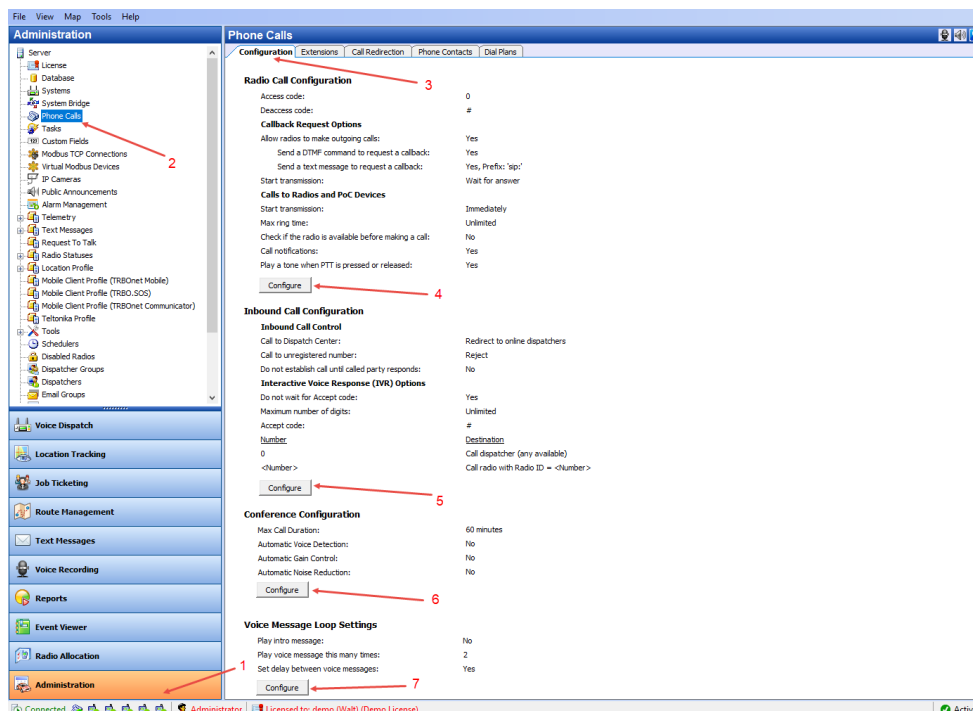 File View Map Tools Help
Administration
Server
License
Database
Systems
System Bridge
Phone Calls
Tasks
Custom Fields
Modbus TCP Connections
Virtual Modbus Devices
IP Cameras
Public Announcements
Alarm Management
Telemetry
Text Messages
Request To Talk
Radio Statuses
Location Profile
Mobile Client Profile (TRBOnet Mobile)
Mobile Client Profile (TRBO.SOS)
Mobile Client Profile (TRBOnet Communicator)
Teltonika Profile
Tools
Schedulers
Disabled Radios
Dispatcher Groups
Dispatchers
Email Groups
2
Voice Dispatch
Location Tracking
Job Ticketing
Route Management
Text Messages
Voice Recording
Reports
Event Viewer
Radio Allocation
Administration
1
Phone Calls
Configuration Extensions Call Redirection Phone Contacts Dial Plans
3
Radio Call Configuration
Access code: 0
Deaccess code: #
Callback Request Options
Allow radios to make outgoing calls: Yes
Send a DTMF command to request a callback: Yes
Send a text message to request a callback: Yes, Prefix: 'sip:'
Start transmission: Wait for answer
Calls to Radios and PoC Devices
Start transmission: Immediately
Max ring time: Unlimited
Check if the radio is available before making a call: No
Call notifications: Yes
Play a tone when PTT is pressed or released: Yes
Configure 4
Inbound Call Configuration
Inbound Call Control
Call to Dispatch Center: Redirect to online dispatchers
Call to unregistered number: Reject
Do not establish call until called party responds: No
Interactive Voice Response (IVR) Options
Do not wait for Accept code: Yes
Maximum number of digits: Unlimited
Accept code: #
Number Destination
0 Call dispatcher (any available)
<Number> Call radio with Radio ID = <Number>
Configure 5
Conference Configuration
Max Call Duration: 60 minutes
Automatic Voice Detection: No
Automatic Gain Control: No
Automatic Noise Reduction: No
Configure 6
Voice Message Loop Settings
Play intro message: No
Play voice message this many times: 2
Set delay between voice messages: Yes
Configure 7
Connected Administrator Licensed to: demo (Walt) (Demo License)